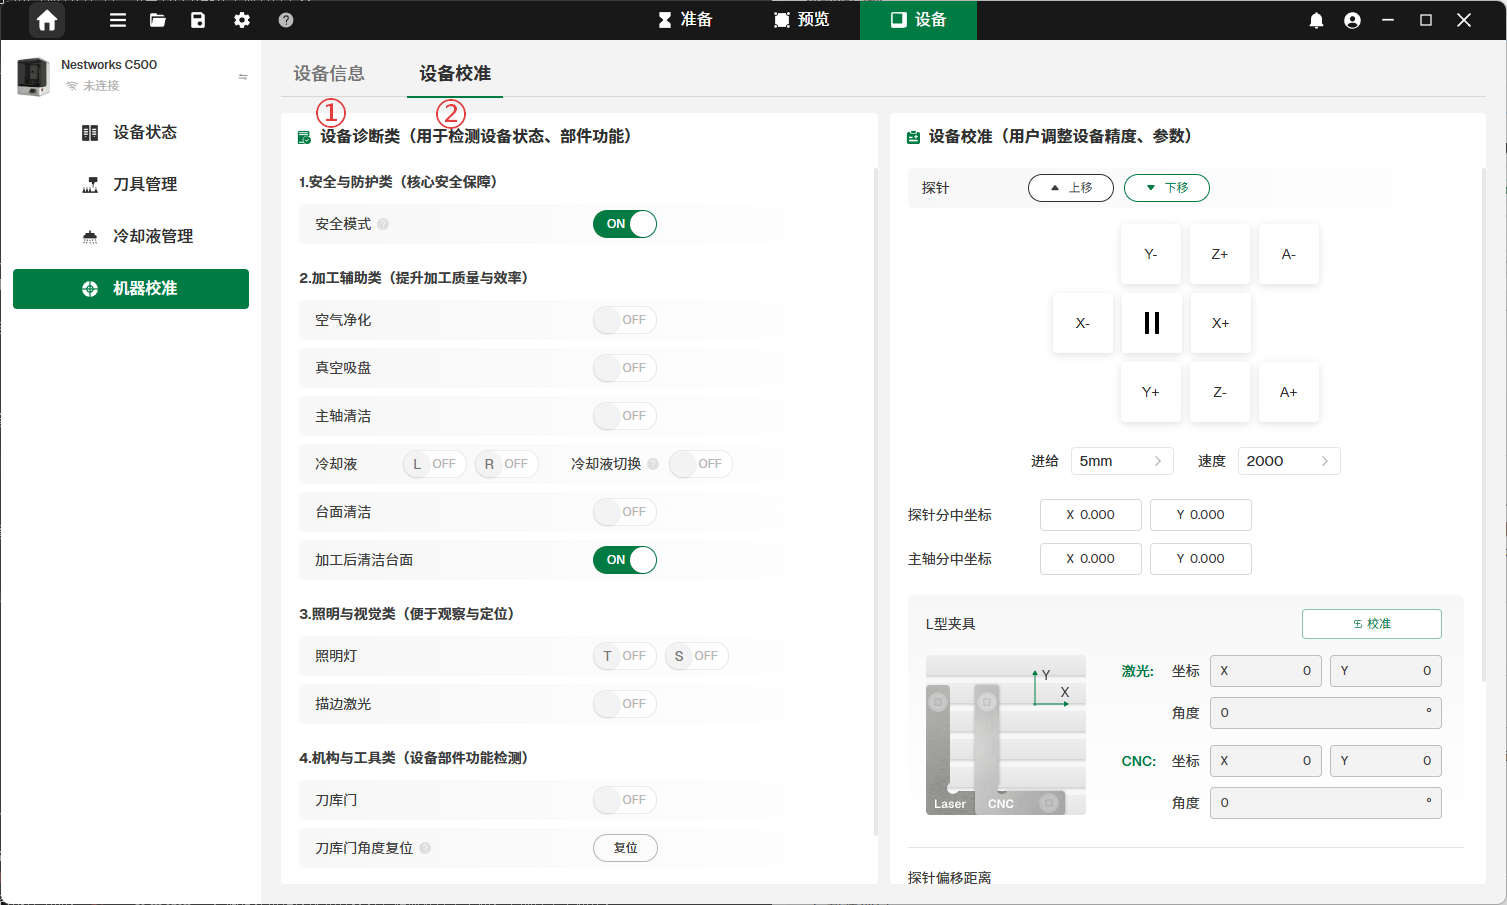 准备 预览 设备
Nestworks C500
未连接
设备状态
刀具管理
冷却液管理
机器校准
设备信息 设备校准
① ②
设备诊断类（用于检测设备状态、部件功能）
1.安全与防护类（核心安全保障）
安全模式 ? ON
2.加工辅助类（提升加工质量与效率）
空气净化 OFF
真空吸盘 OFF
主轴清洁 OFF
冷却液 L OFF R OFF 冷却液切换 ? OFF
台面清洁 OFF
加工后清洁台面 ON
3.照明与视觉类（便于观察与定位）
照明灯 T OFF S OFF
描边激光 OFF
4.机构与工具类（设备部件功能检测）
刀库门 OFF
刀库门角度复位 ? 复位
设备校准（用户调整设备精度、参数）
探针 上移 下移
Y- Z+ A-
X- X+
Y+ Z- A+
进给 5mm 速度 2000
探针分中坐标 X 0.000 Y 0.000
主轴分中坐标 X 0.000 Y 0.000
L型夹具 校准
Y
X
Laser CNC
激光: 坐标 X 0 Y 0
角度 0 °
CNC: 坐标 X 0 Y 0
角度 0 °
探针偏移距离